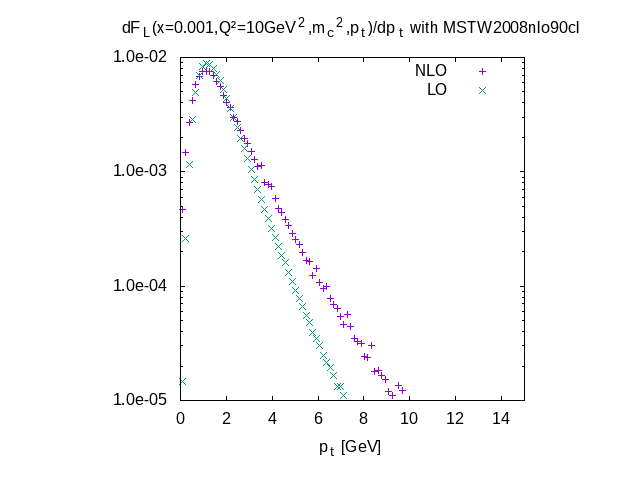 dF_L(x=0.001,Q²=10GeV^2,m_c^2,p_t)/dp_t with MSTW2008nlo90cl
1.0e-02
NLO
LO
1.0e-03
1.0e-04
1.0e-05
0 2 4 6 8 10 12 14
p_t [GeV]